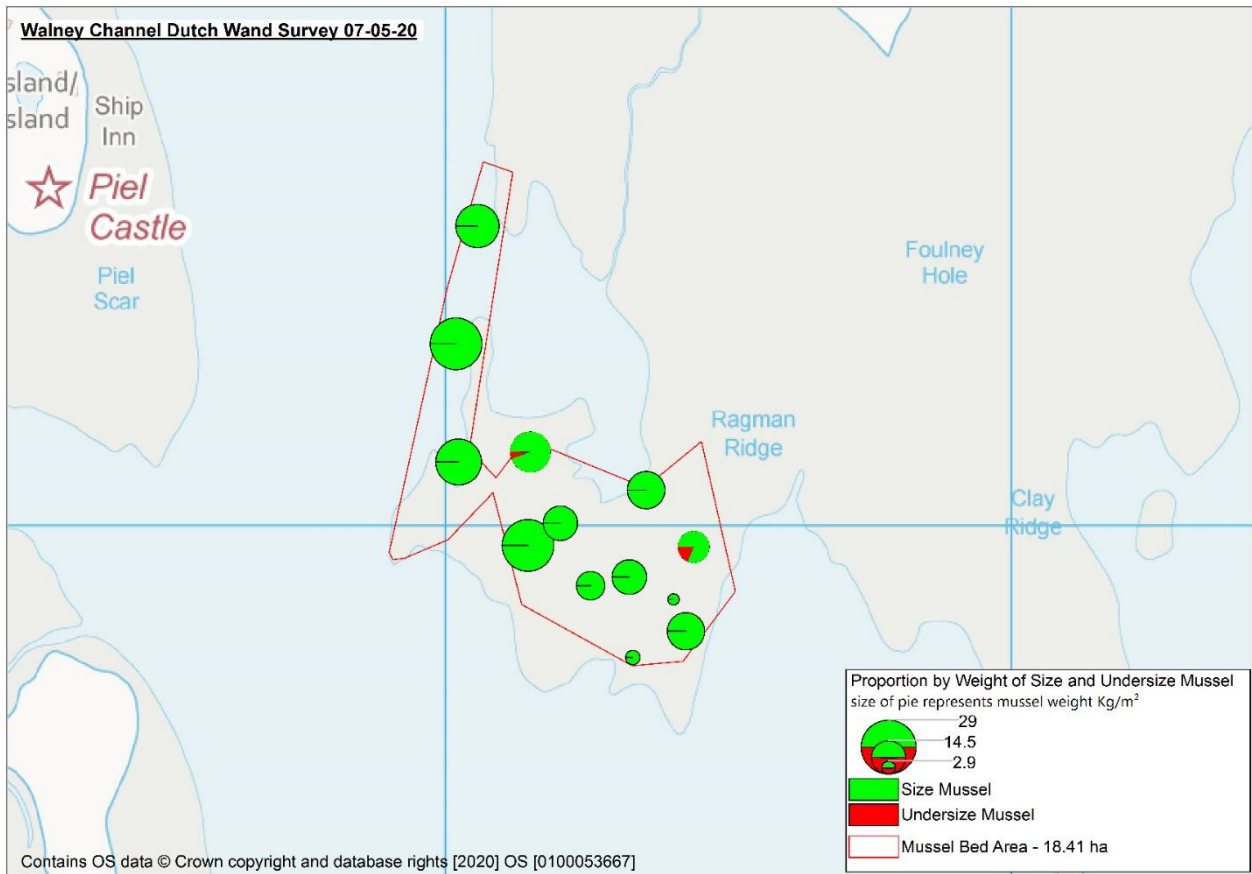 Walney Channel Dutch Wand Survey 07-05-20
sland/
sland
Ship
Inn
Piel
Castle
Piel
Scar
Foulney
Hole
Ragman
Ridge
Clay
Ridge
Proportion by Weight of Size and Undersize Mussel
size of pie represents mussel weight Kg/m²
29
14.5
2.9
Size Mussel
Undersize Mussel
Mussel Bed Area - 18.41 ha
Contains OS data © Crown copyright and database rights [2020] OS [0100053667]